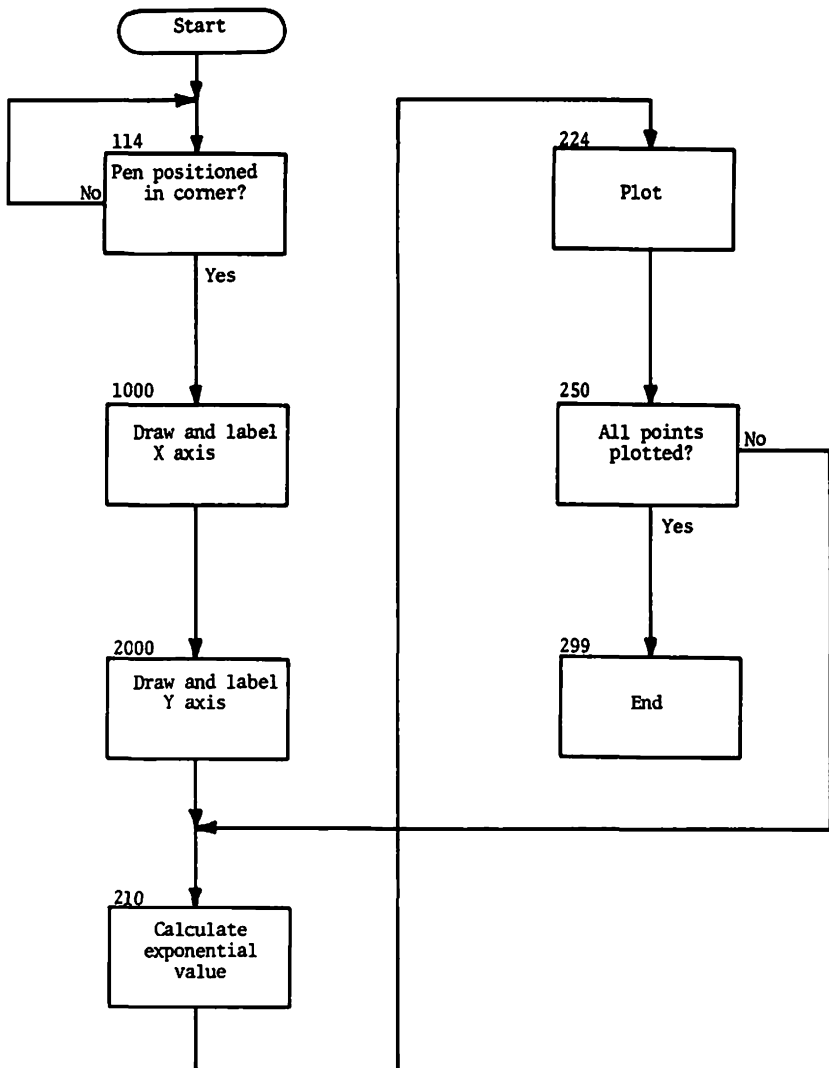 Start
114
Pen positioned
in corner?
No
Yes
1000
Draw and label
X axis
2000
Draw and label
Y axis
210
Calculate
exponential
value
224
Plot
250
All points
plotted?
No
Yes
299
End